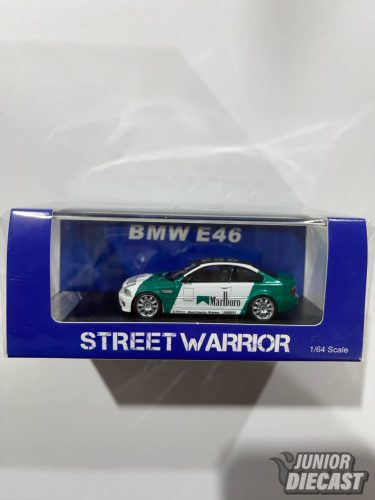 BMW E46
Marlboro
STREET WARRIOR
1/64 Scale
JUNIOR
DIECAST